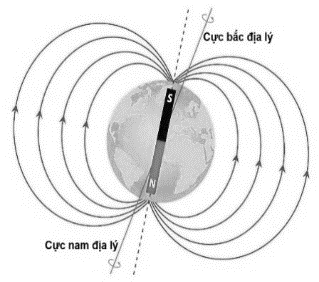 Cực bắc địa lý
S
N
Cực nam địa lý